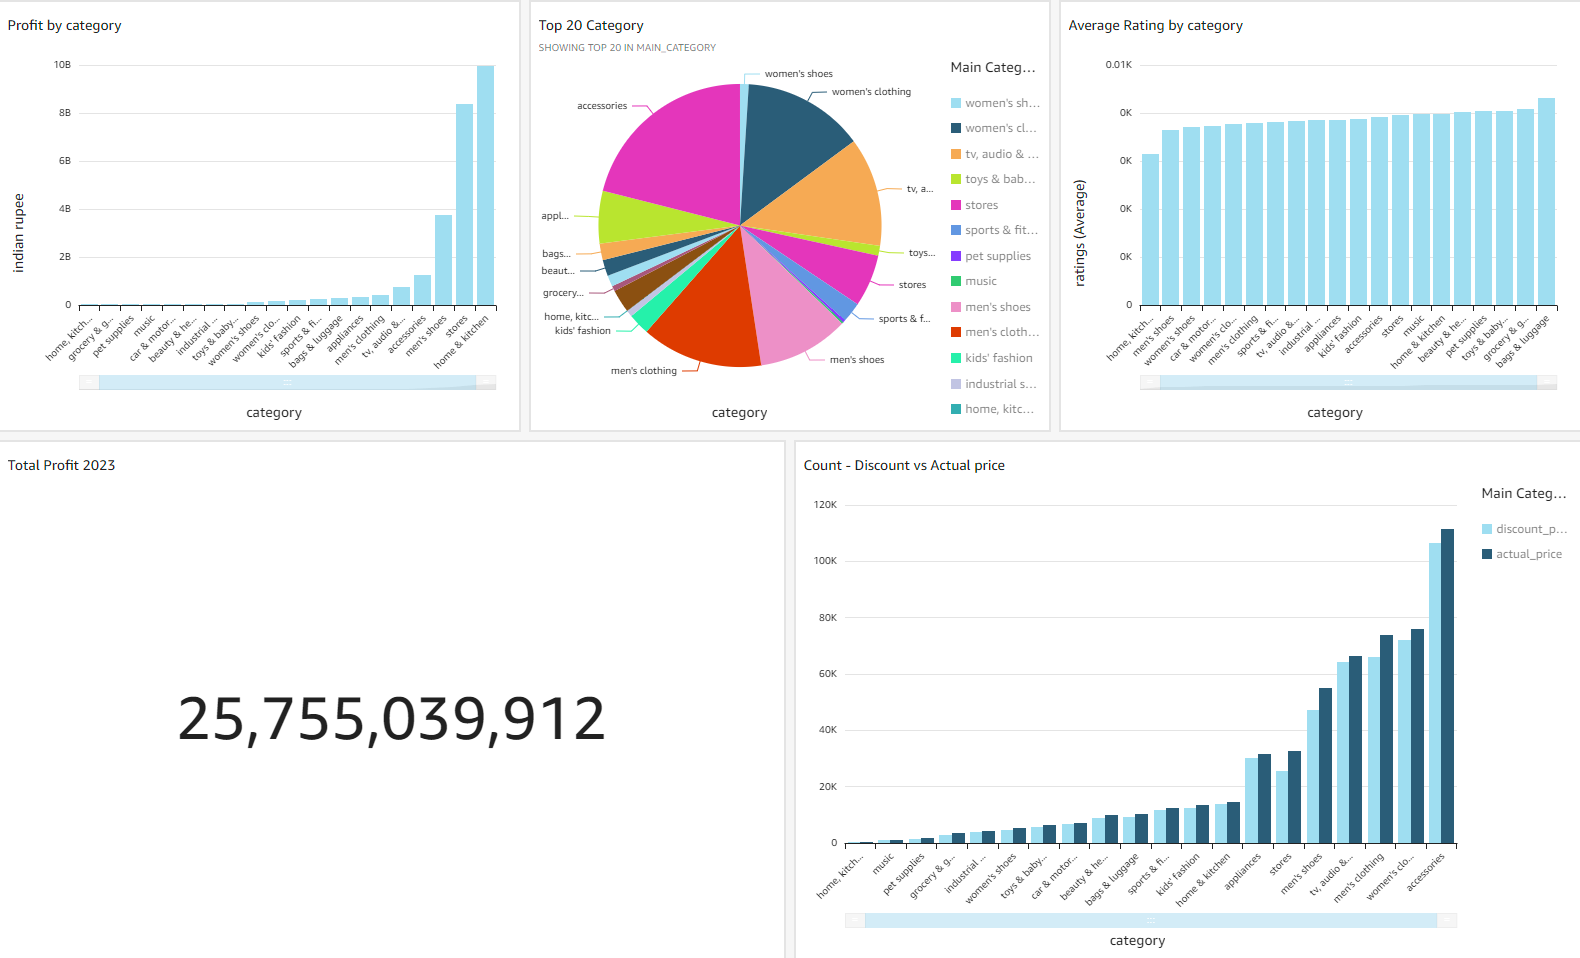 Profit by category
10B
8B
6B
4B
2B
0
indian rupee
home, kitch...
grocery & g...
pet supplies
music
car & motor...
beauty & he...
industrial ...
toys & baby...
women's shoes
women's clo...
kids' fashion
sports & fi...
bags & luggage
appliances
men's clothing
tv, audio &...
accessories
men's shoes
stores
home & kitchen
category
Top 20 Category
SHOWING TOP 20 IN MAIN_CATEGORY
women's shoes
women's clothing
tv, a...
toys...
stores
sports & f...
men's shoes
men's clothing
kids' fashion
home, kitc...
grocery...
beaut...
bags...
appl...
accessories
category
Main Categ...
women's sh...
women's cl...
tv, audio & ...
toys & bab...
stores
sports & fit...
pet supplies
music
men's shoes
men's cloth...
kids' fashion
industrial s...
home, kitc...
Average Rating by category
0.01K
0K
0K
0K
0K
0
ratings (Average)
home, kitch...
men's shoes
women's shoes
car & motor...
women's clo...
men's clothing
sports & fi...
tv, audio &...
industrial ...
appliances
kids' fashion
accessories
stores
music
home & kitchen
beauty & he...
pet supplies
toys & baby...
grocery & g...
bags & luggage
category
Total Profit 2023
25,755,039,912
Count - Discount vs Actual price
120K
100K
80K
60K
40K
20K
0
home, kitch...
music
pet supplies
grocery & g...
industrial ...
women's shoes
toys & baby...
car & motor...
beauty & he...
bags & luggage
sports & fi...
kids' fashion
home & kitchen
appliances
stores
men's shoes
tv, audio &...
men's clothing
women's clo...
accessories
category
Main Categ...
discount_p...
actual_price